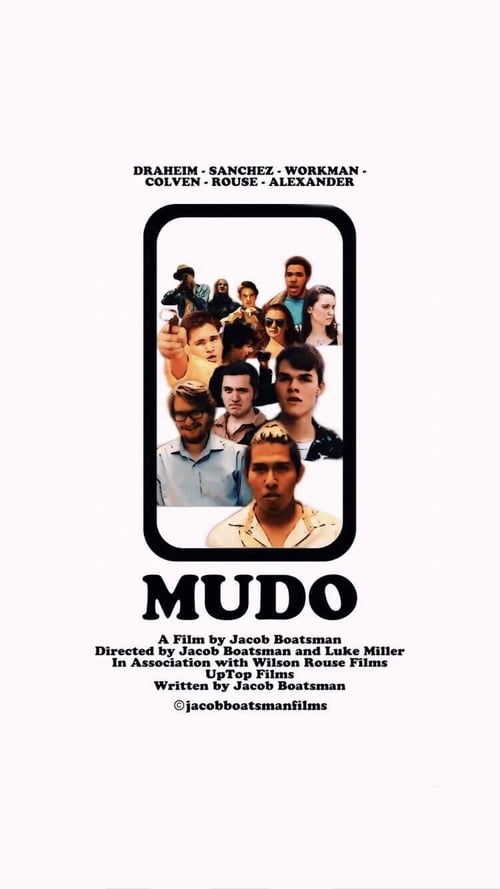 DRAHEIM - SANCHEZ - WORKMAN -
COLVEN - ROUSE - ALEXANDER
MUDO
A Film by Jacob Boatsman
Directed by Jacob Boatsman and Luke Miller
In Association with Wilson Rouse Films
UpTop Films
Written by Jacob Boatsman
©jacobboatsmanfilms